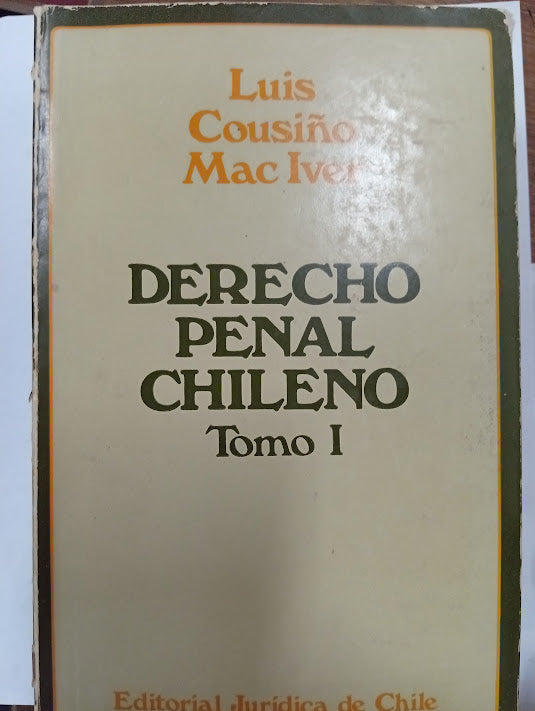 Luis
Cousiño
Mac Iver
DERECHO
PENAL
CHILENO
Tomo I
Editorial Jurídica de Chile